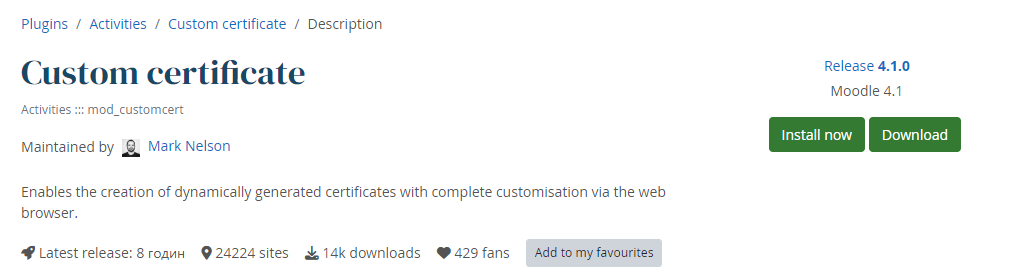 Plugins / Activities / Custom certificate / Description
Custom certificate
Activities ::: mod_customcert
Maintained by Mark Nelson
Release 4.1.0
Moodle 4.1
Install now Download
Enables the creation of dynamically generated certificates with complete customisation via the web
browser.
Latest release: 8 годин 24224 sites 14k downloads 429 fans Add to my favourites